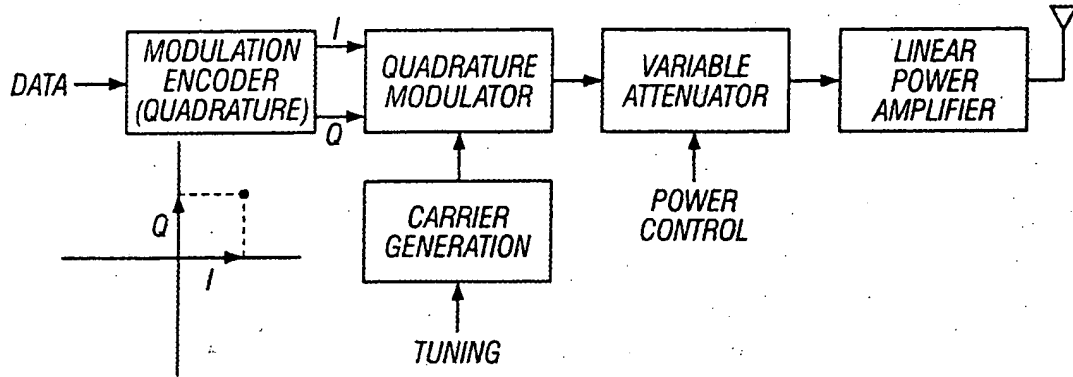 DATA
MODULATION
ENCODER
(QUADRATURE)
I
Q
QUADRATURE
MODULATOR
VARIABLE
ATTENUATOR
LINEAR
POWER
AMPLIFIER
CARRIER
GENERATION
POWER
CONTROL
TUNING
Q
I